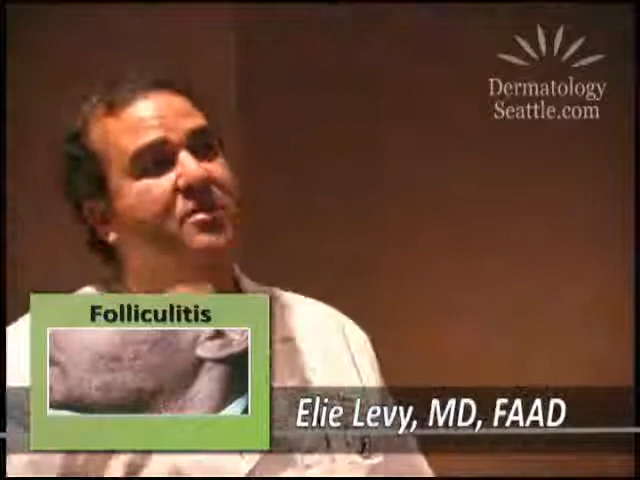 Dermatology
Seattle.com
Folliculitis
Elie Levy, MD, FAAD